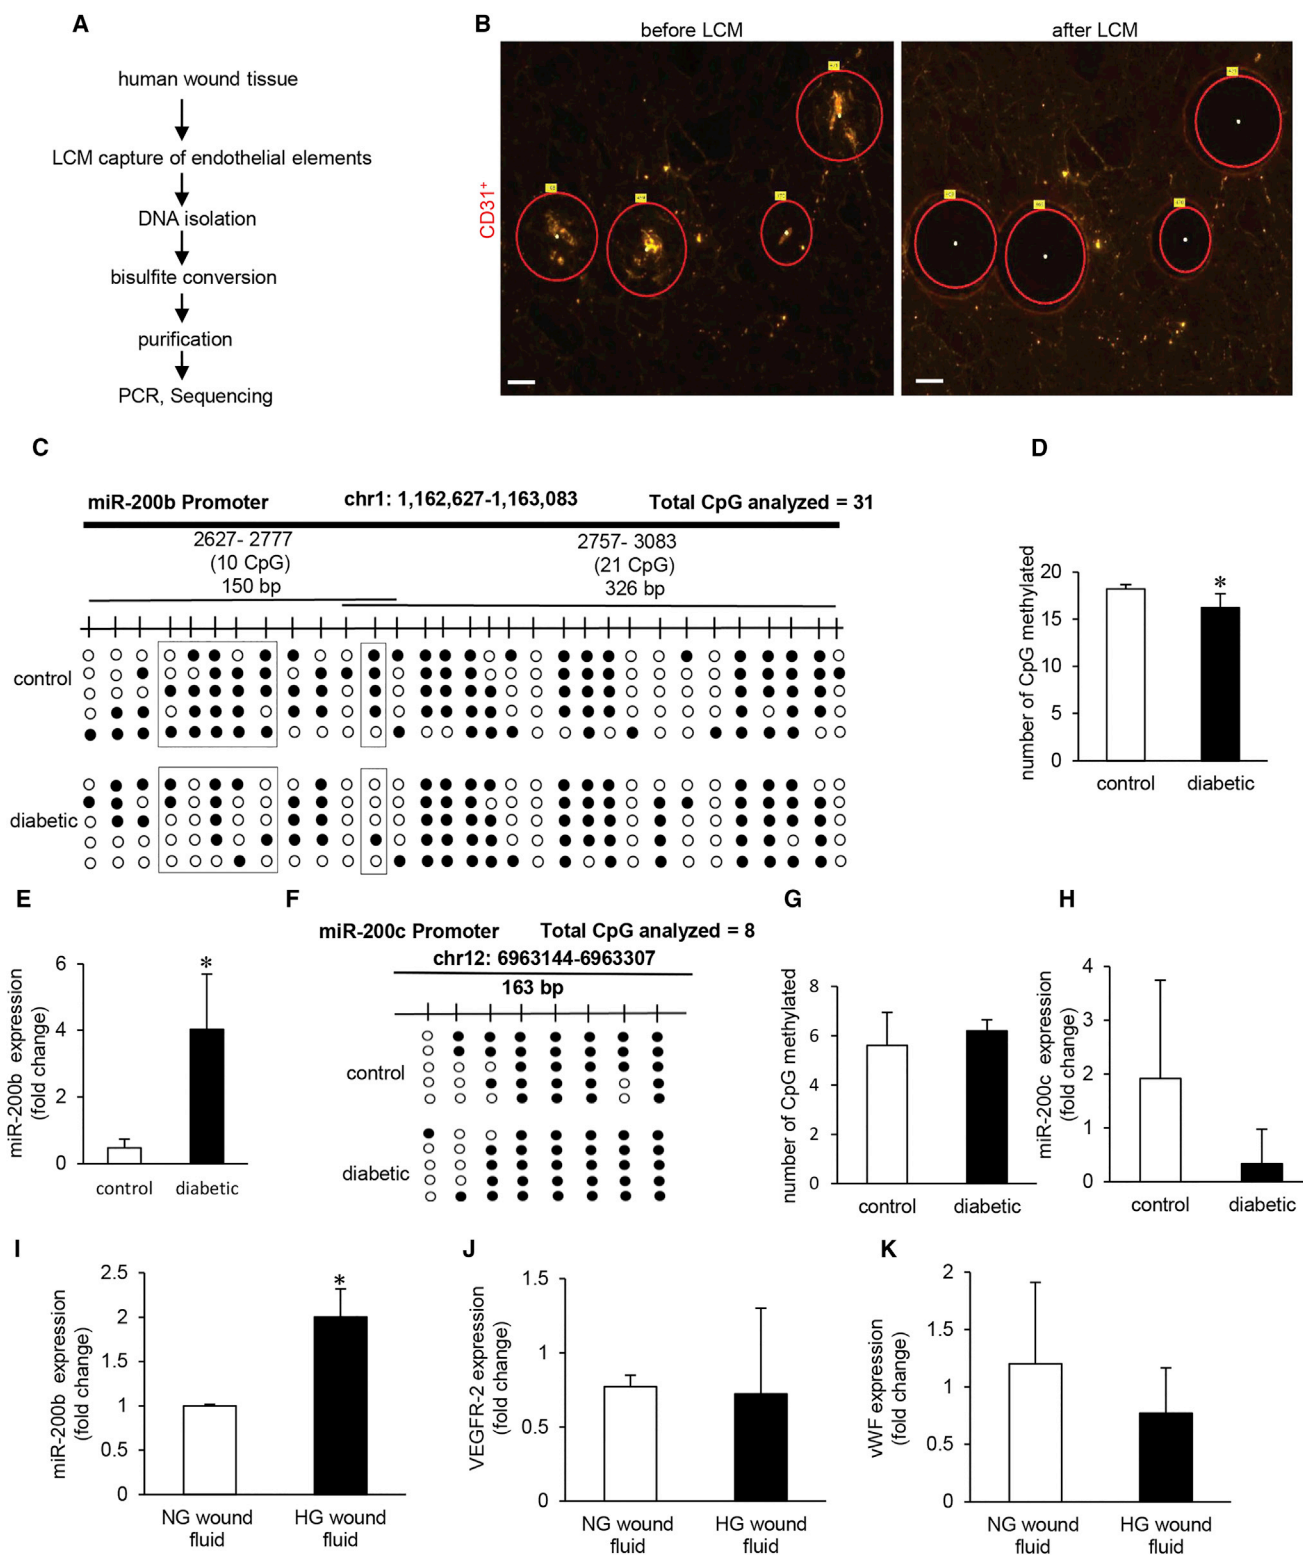 A
human wound tissue
LCM capture of endothelial elements
DNA isolation
bisulfite conversion
purification
PCR, Sequencing
B
before LCM
after LCM
CD31+
C
miR-200b Promoter
chr1: 1,162,627-1,163,083
Total CpG analyzed = 31
2627- 2777
(10 CpG)
150 bp
2757- 3083
(21 CpG)
326 bp
control
diabetic
D
number of CpG methylated
20
15
10
5
0
*
control
diabetic
E
miR-200b expression
(fold change)
6
4
2
0
*
control
diabetic
F
miR-200c Promoter
Total CpG analyzed = 8
chr12: 6963144-6963307
163 bp
control
diabetic
G
number of CpG methylated
8
6
4
2
0
control
diabetic
H
miR-200c expression
(fold change)
4
3
2
1
0
control
diabetic
I
miR-200b expression
(fold change)
2.5
2
1.5
1
0.5
0
*
NG wound
fluid
HG wound
fluid
J
VEGFR-2 expression
(fold change)
1.5
1
0.5
0
NG wound
fluid
HG wound
fluid
K
vWF expression
(fold change)
2
1.5
1
0.5
0
NG wound
fluid
HG wound
fluid